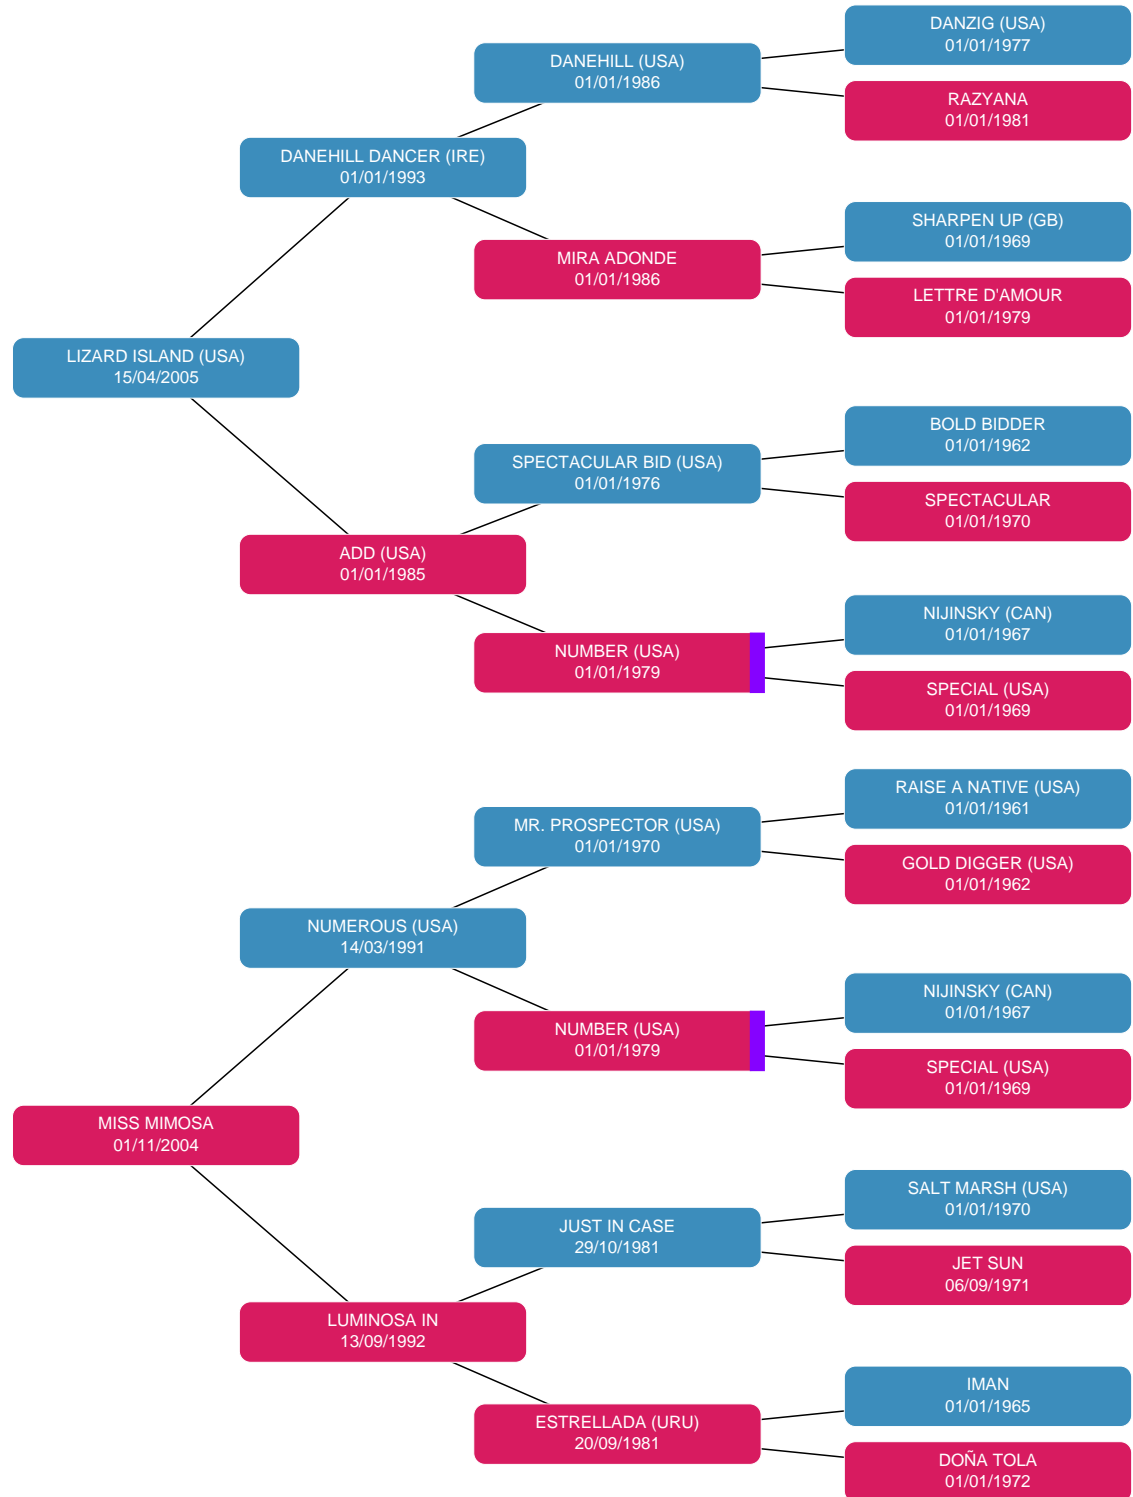 DANZIG (USA)
01/01/1977
DANEHILL (USA)
01/01/1986
RAZYANA
01/01/1981
DANEHILL DANCER (IRE)
01/01/1993
SHARPEN UP (GB)
01/01/1969
MIRA ADONDE
01/01/1986
LETTRE D'AMOUR
01/01/1979
LIZARD ISLAND (USA)
15/04/2005
BOLD BIDDER
01/01/1962
SPECTACULAR BID (USA)
01/01/1976
SPECTACULAR
01/01/1970
ADD (USA)
01/01/1985
NIJINSKY (CAN)
01/01/1967
NUMBER (USA)
01/01/1979
SPECIAL (USA)
01/01/1969
RAISE A NATIVE (USA)
01/01/1961
MR. PROSPECTOR (USA)
01/01/1970
GOLD DIGGER (USA)
01/01/1962
NUMEROUS (USA)
14/03/1991
NIJINSKY (CAN)
01/01/1967
NUMBER (USA)
01/01/1979
SPECIAL (USA)
01/01/1969
MISS MIMOSA
01/11/2004
SALT MARSH (USA)
01/01/1970
JUST IN CASE
29/10/1981
JET SUN
06/09/1971
LUMINOSA IN
13/09/1992
IMAN
01/01/1965
ESTRELLADA (URU)
20/09/1981
DOÑA TOLA
01/01/1972